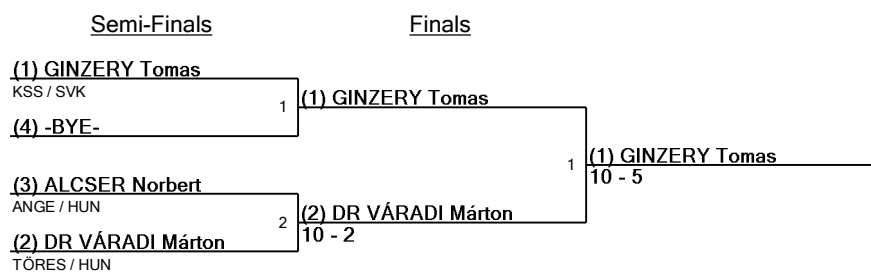 Semi-Finals Finals
(1) GINZERY Tomas
KSS / SVK
1 (1) GINZERY Tomas
(4) -BYE-
1 (1) GINZERY Tomas
10 - 5
(3) ALCSER Norbert
ANGE / HUN
2 (2) DR VÁRADI Márton
10 - 2
(2) DR VÁRADI Márton
TÖRES / HUN